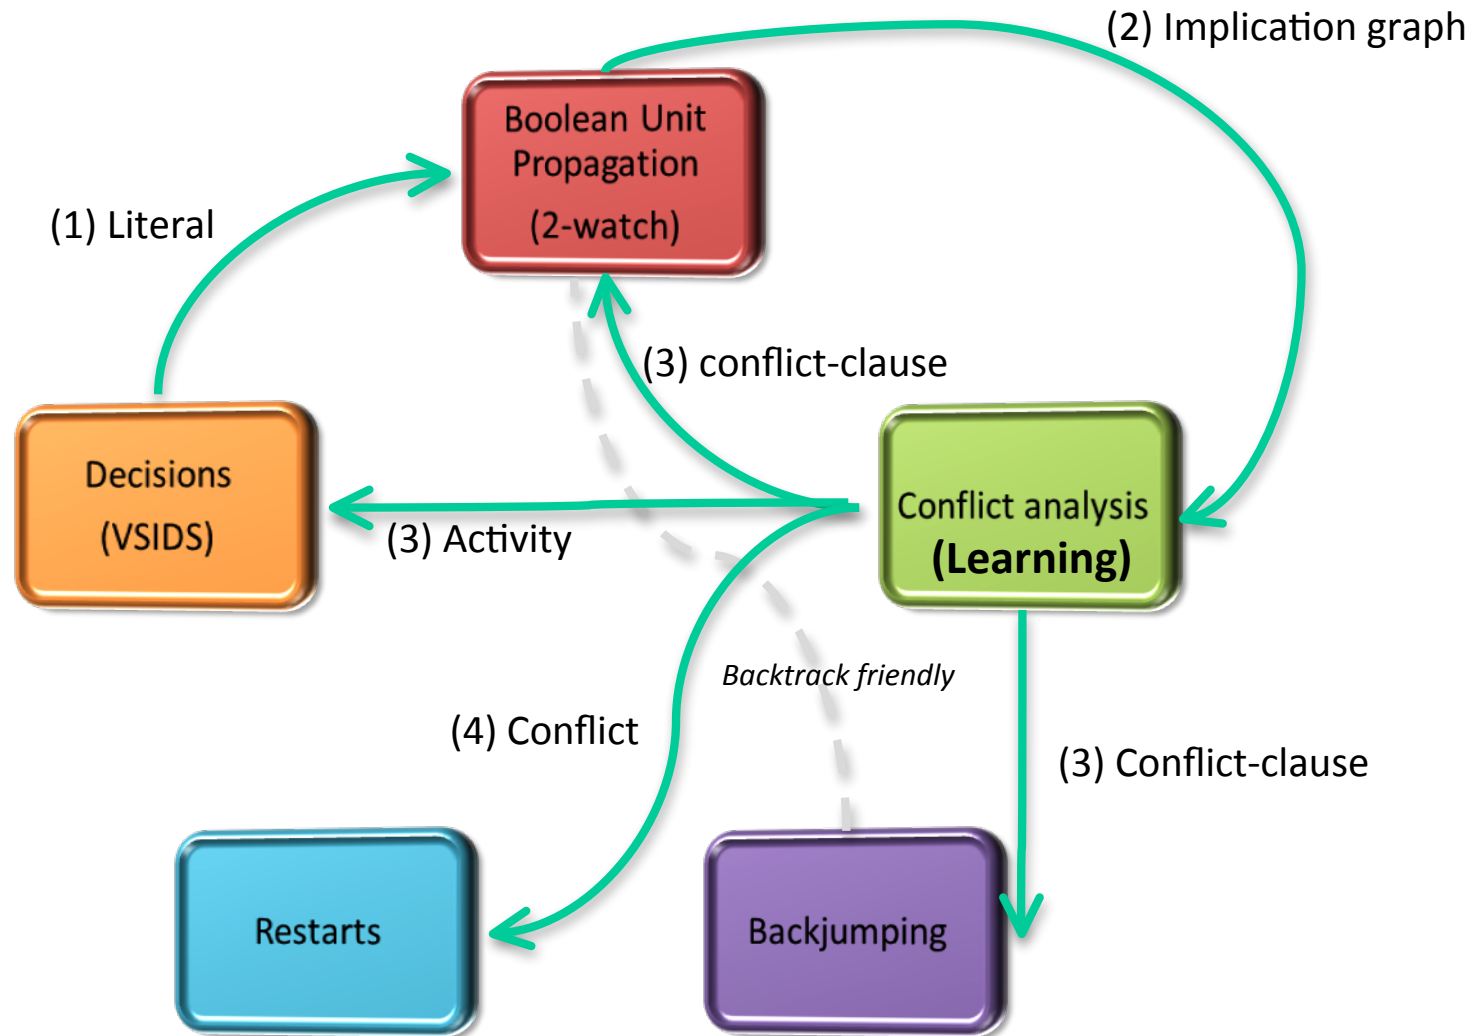 (2) Implication graph
Boolean Unit
Propagation
(2-watch)
(1) Literal
(3) conflict-clause
Decisions
(VSIDS)
(3) Activity
Conflict analysis
(Learning)
Backtrack friendly
(4) Conflict
(3) Conflict-clause
Restarts
Backjumping